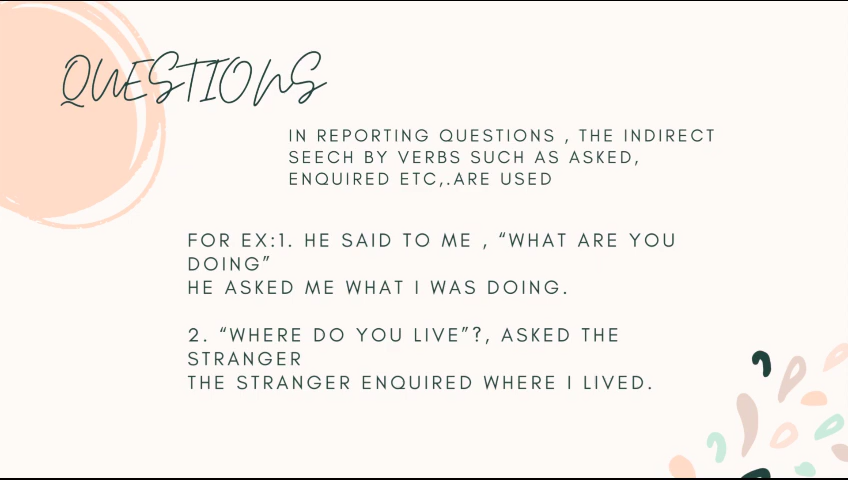 QUESTIONS
IN REPORTING QUESTIONS , THE INDIRECT
SEECH BY VERBS SUCH AS ASKED,
ENQUIRED ETC,.ARE USED
FOR EX:1. HE SAID TO ME , “WHAT ARE YOU
DOING”
HE ASKED ME WHAT I WAS DOING.
2. “WHERE DO YOU LIVE”?, ASKED THE
STRANGER
THE STRANGER ENQUIRED WHERE I LIVED.